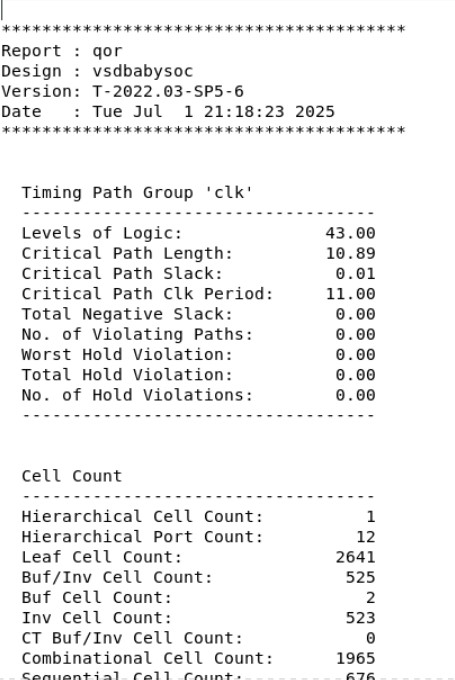 ****************************************
Report : qor
Design : vsdbabysoc
Version: T-2022.03-SP5-6
Date   : Tue Jul  1 21:18:23 2025
****************************************
Timing Path Group 'clk'
-----------------------------------
Levels of Logic:              43.00
Critical Path Length:         10.89
Critical Path Slack:           0.01
Critical Path Clk Period:     11.00
Total Negative Slack:          0.00
No. of Violating Paths:        0.00
Worst Hold Violation:          0.00
Total Hold Violation:          0.00
No. of Hold Violations:        0.00
-----------------------------------
Cell Count
-----------------------------------
Hierarchical Cell Count:          1
Hierarchical Port Count:         12
Leaf Cell Count:               2641
Buf/Inv Cell Count:             525
Buf Cell Count:                   2
Inv Cell Count:                 523
CT Buf/Inv Cell Count:            0
Combinational Cell Count:      1965
Sequential Cell Count:          676